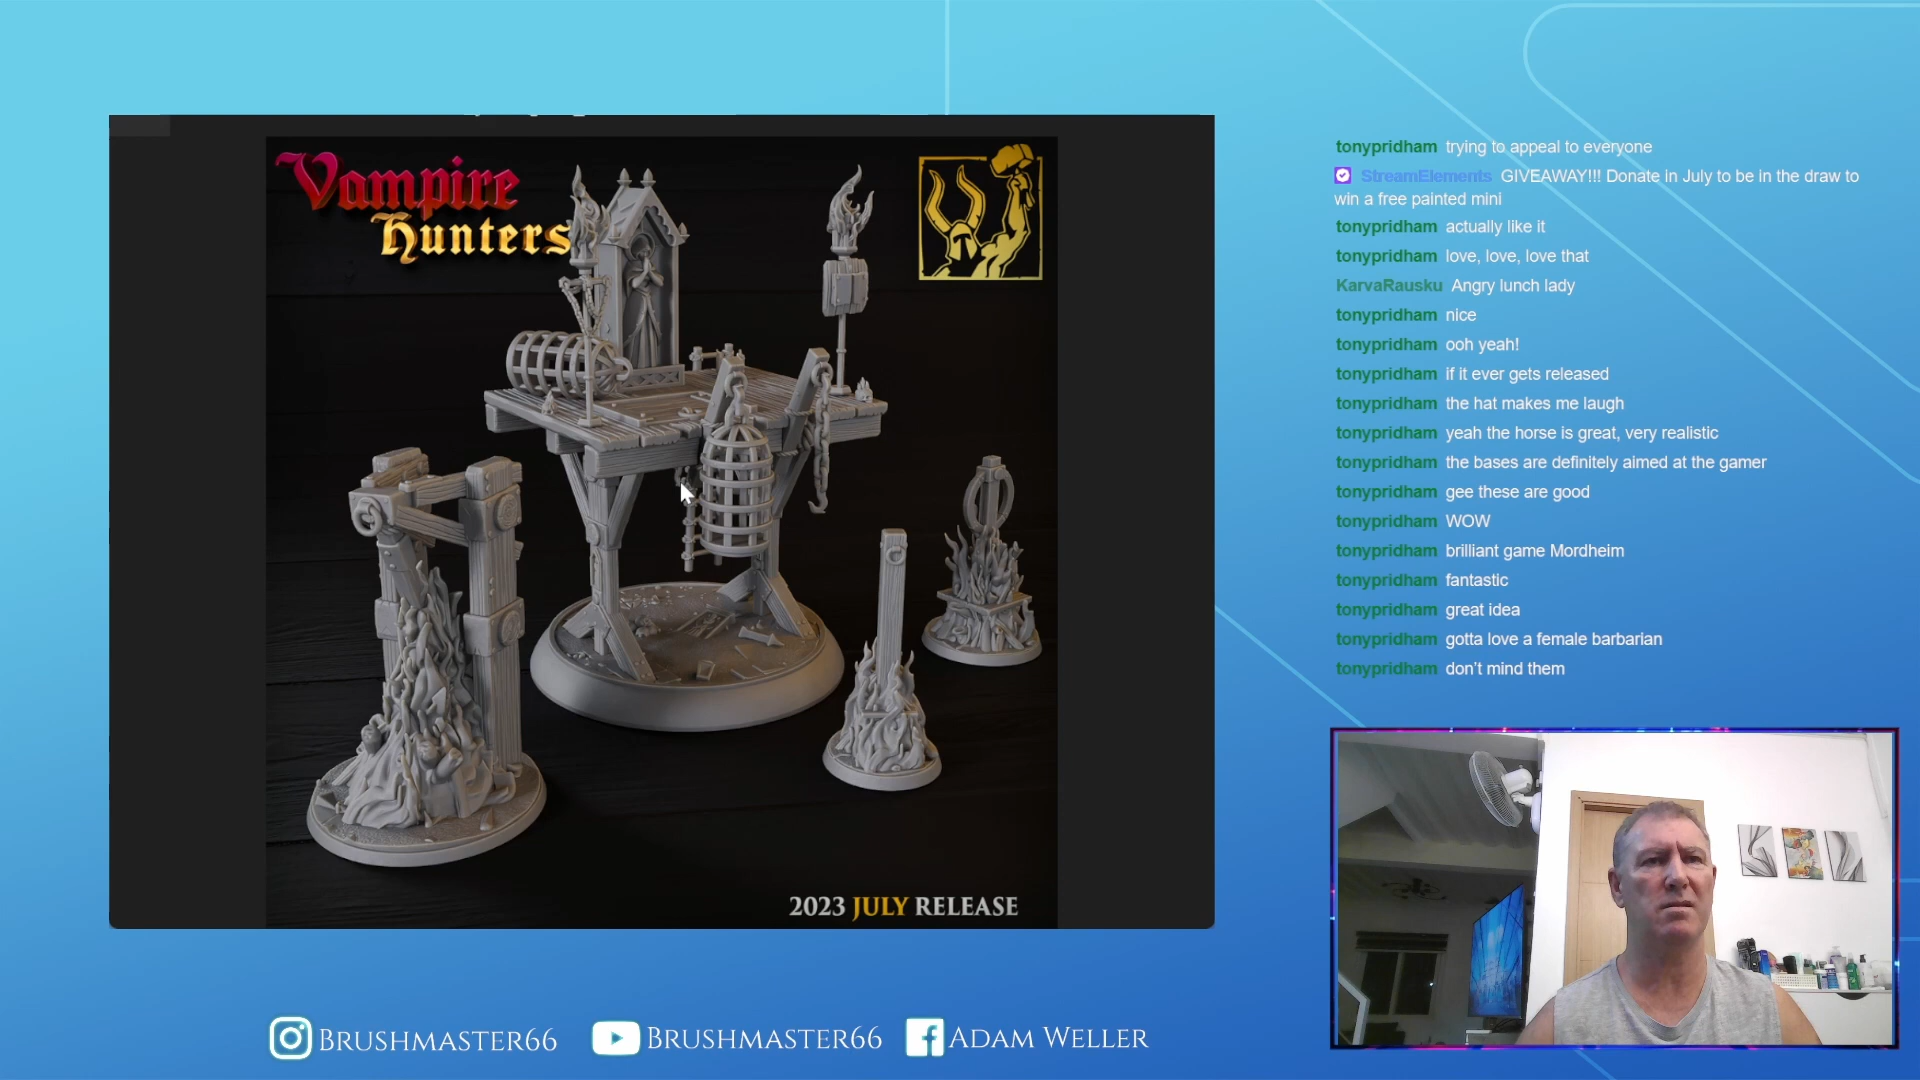 Vampire
Hunters
2023 JULY RELEASE
tonypridham trying to appeal to everyone
StreamElements GIVEAWAY!!! Donate in July to be in the draw to
win a free painted mini
tonypridham actually like it
tonypridham love, love, love that
KarvaRausku Angry lunch lady
tonypridham nice
tonypridham ooh yeah!
tonypridham if it ever gets released
tonypridham the hat makes me laugh
tonypridham yeah the horse is great, very realistic
tonypridham the bases are definitely aimed at the gamer
tonypridham gee these are good
tonypridham WOW
tonypridham brilliant game Mordheim
tonypridham fantastic
tonypridham great idea
tonypridham gotta love a female barbarian
tonypridham don't mind them
BRUSHMASTER66
BRUSHMASTER66
ADAM WELLER